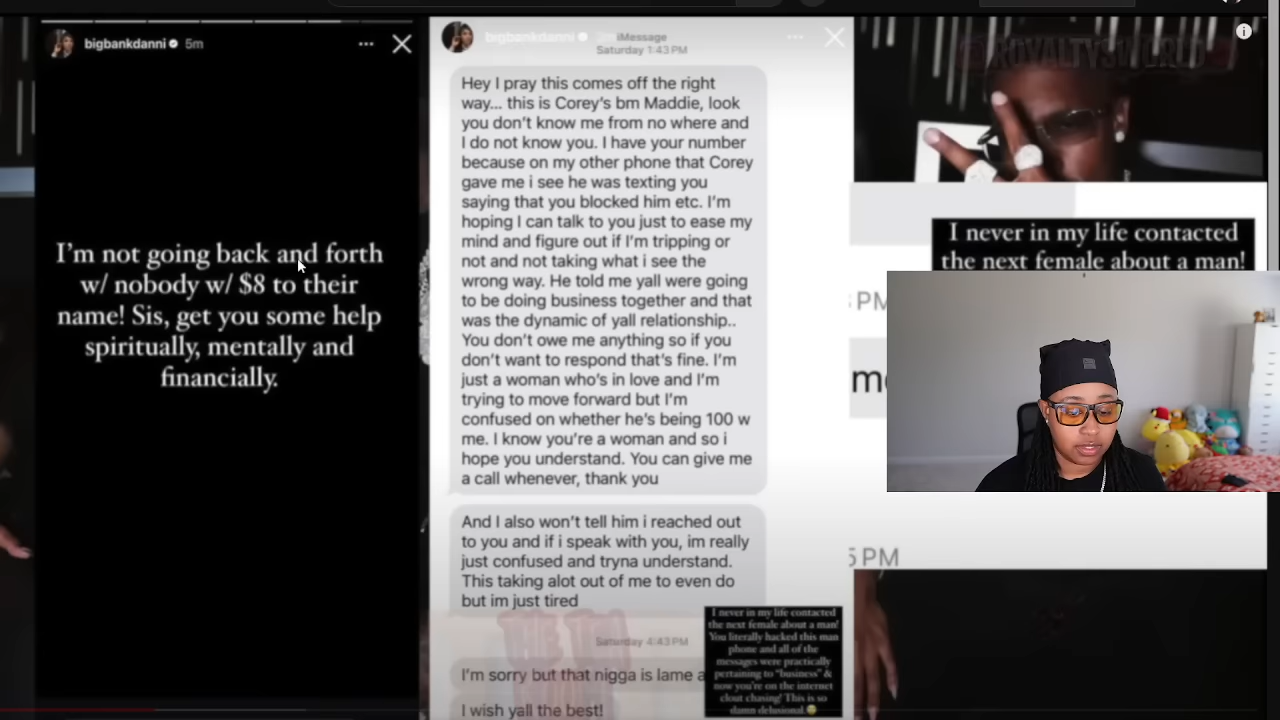 bigbankdanni 5m
I'm not going back and forth
w/ nobody w/ $8 to their
name! Sis, get you some help
spiritually, mentally and
financially.
bigbankdanni
iMessage
Saturday 1:43 PM
Hey I pray this comes off the right
way... this is Corey's bm Maddie, look
you don't know me from no where and
I do not know you. I have your number
because on my other phone that Corey
gave me i see he was texting you
saying that you blocked him etc. I'm
hoping I can talk to you just to ease my
mind and figure out if I'm tripping or
not and not taking what i see the
wrong way. He told me yall were going
to be doing business together and that
was the dynamic of yall relationship..
You don't owe me anything so if you
don't want to respond that's fine. I'm
just a woman who's in love and I'm
trying to move forward but I'm
confused on whether he's being 100 w
me. I know you're a woman and so i
hope you understand. You can give me
a call whenever, thank you
And I also won't tell him i reached out
to you and if i speak with you, im really
just confused and tryna understand.
This taking alot out of me to even do
but im just tired
Saturday 4:43 PM
I'm sorry but that nigga is lame a
I wish yall the best!
I never in my life contacted
the next female about a man!
You literally hacked this man
phone and all of the
messages were practically
pertaining to "business" &
now you're on the internet
clout chasing! This is so
damn delusional.
ROYALTYSWORLD
I never in my life contacted
the next female about a man!
PM
5 PM